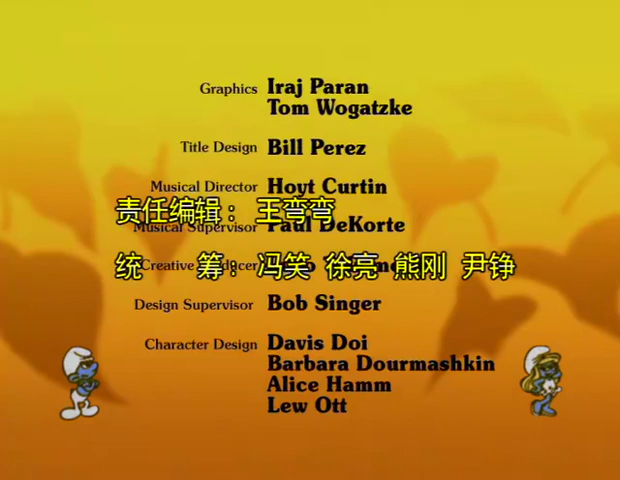 Graphics Iraj Paran
Tom Wogatzke
Title Design Bill Perez
Musical Director Hoyt Curtin
责任编辑： 王弯弯
Musical Supervisor Paul DeKorte
统 筹： 冯笑 徐亮 熊刚 尹铮
Creative
Design Supervisor Bob Singer
Character Design Davis Doi
Barbara Dourmashkin
Alice Hamm
Lew Ott